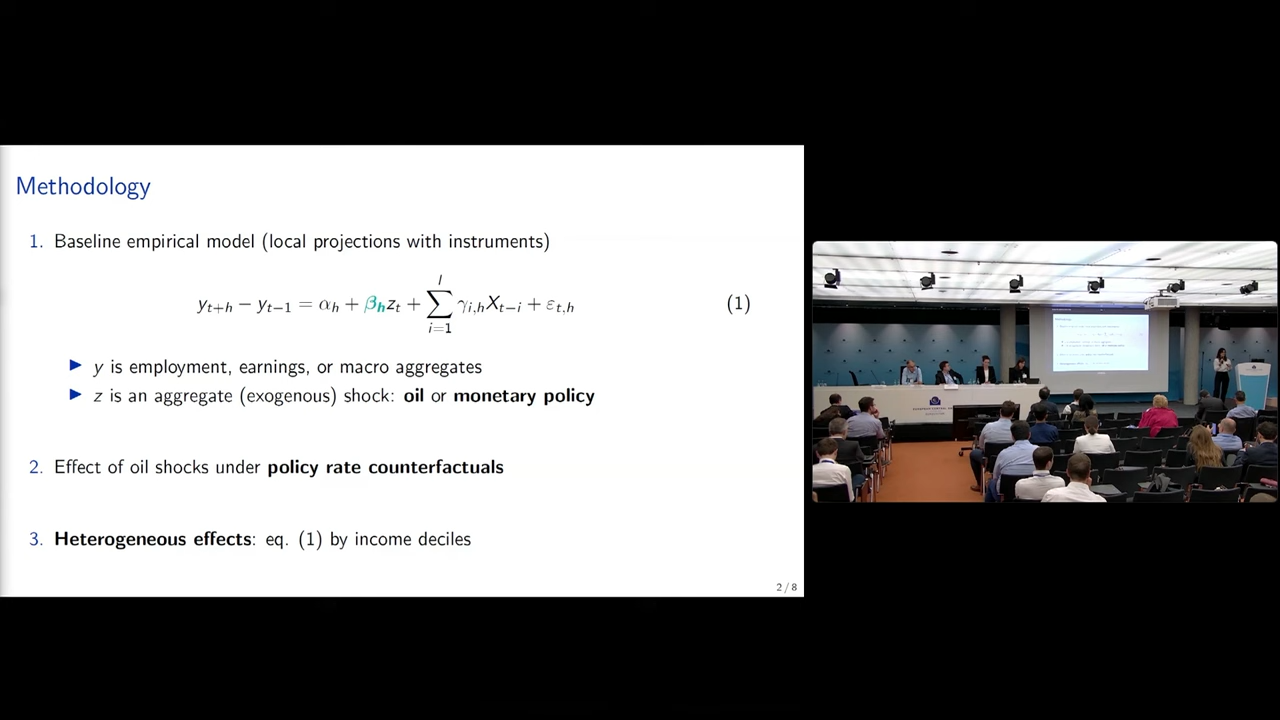 Methodology
1. Baseline empirical model (local projections with instruments)
y_{t+h} − y_{t−1} = α_h + β_h z_t + ∑_{i=1}^{I} γ_{i,h} X_{t−i} + ε_{t,h} (1)
▶ y is employment, earnings, or macro aggregates
▶ z is an aggregate (exogenous) shock: oil or monetary policy
2. Effect of oil shocks under policy rate counterfactuals
3. Heterogeneous effects: eq. (1) by income deciles
2 / 8